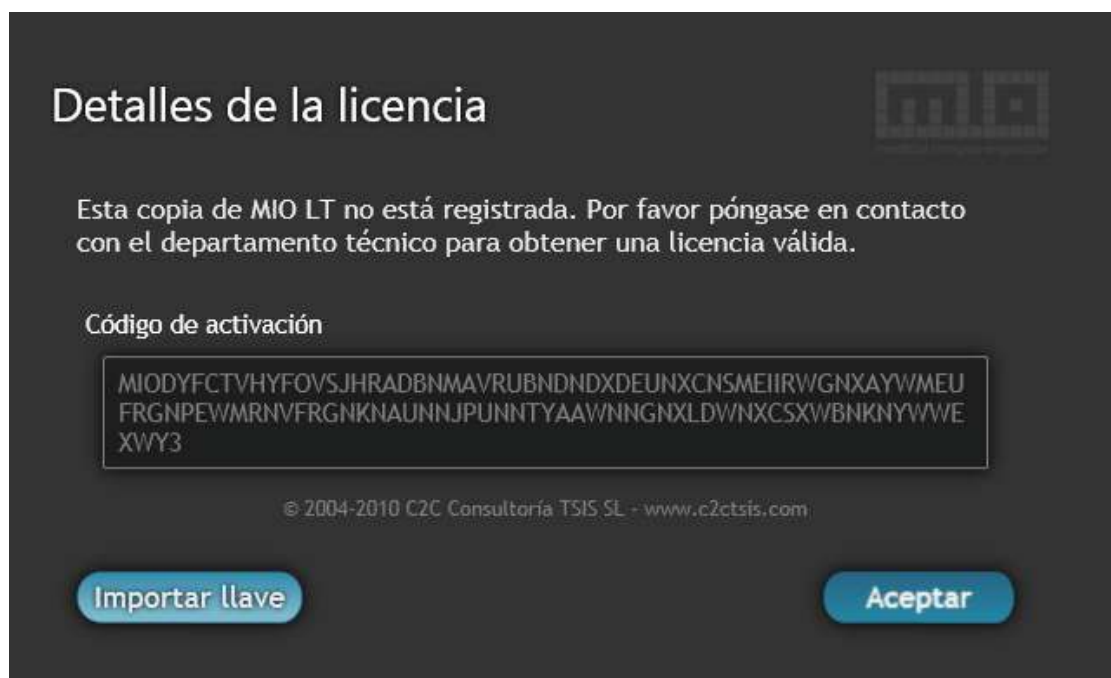 Detalles de la licencia
Esta copia de MIO LT no está registrada. Por favor póngase en contacto
con el departamento técnico para obtener una licencia válida.
Código de activación
MIODYFCTVHYFOVSJHRADBNMAVRUBNDNDXDEUNXCNSMEIIRWGNXAYWMEU
FRGNPEWMRNVFRGNKNAUNNJPUNNTYAAWNNGNXLDWNXCSXWBNKNYWWE
XWY3
© 2004-2010 C2C Consultoría TSIS SL - www.c2ctsis.com
Importar llave
Aceptar